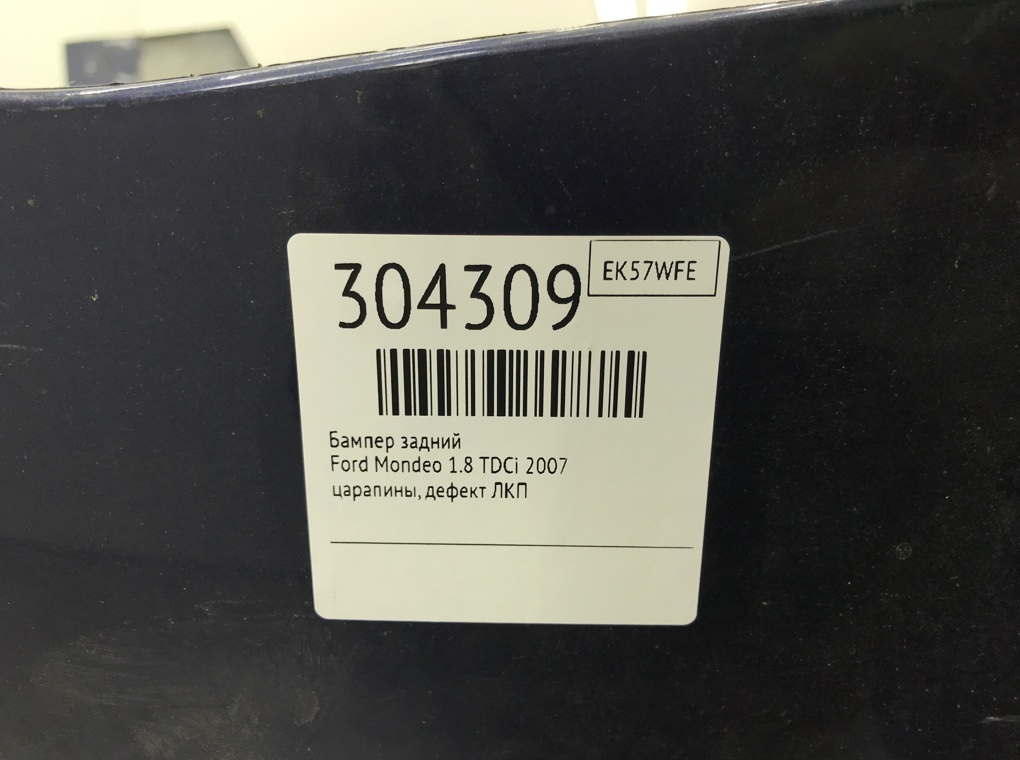 304309
EK57WFE
Бампер задний
Ford Mondeo 1.8 TDCi 2007
царапины, дефект ЛКП